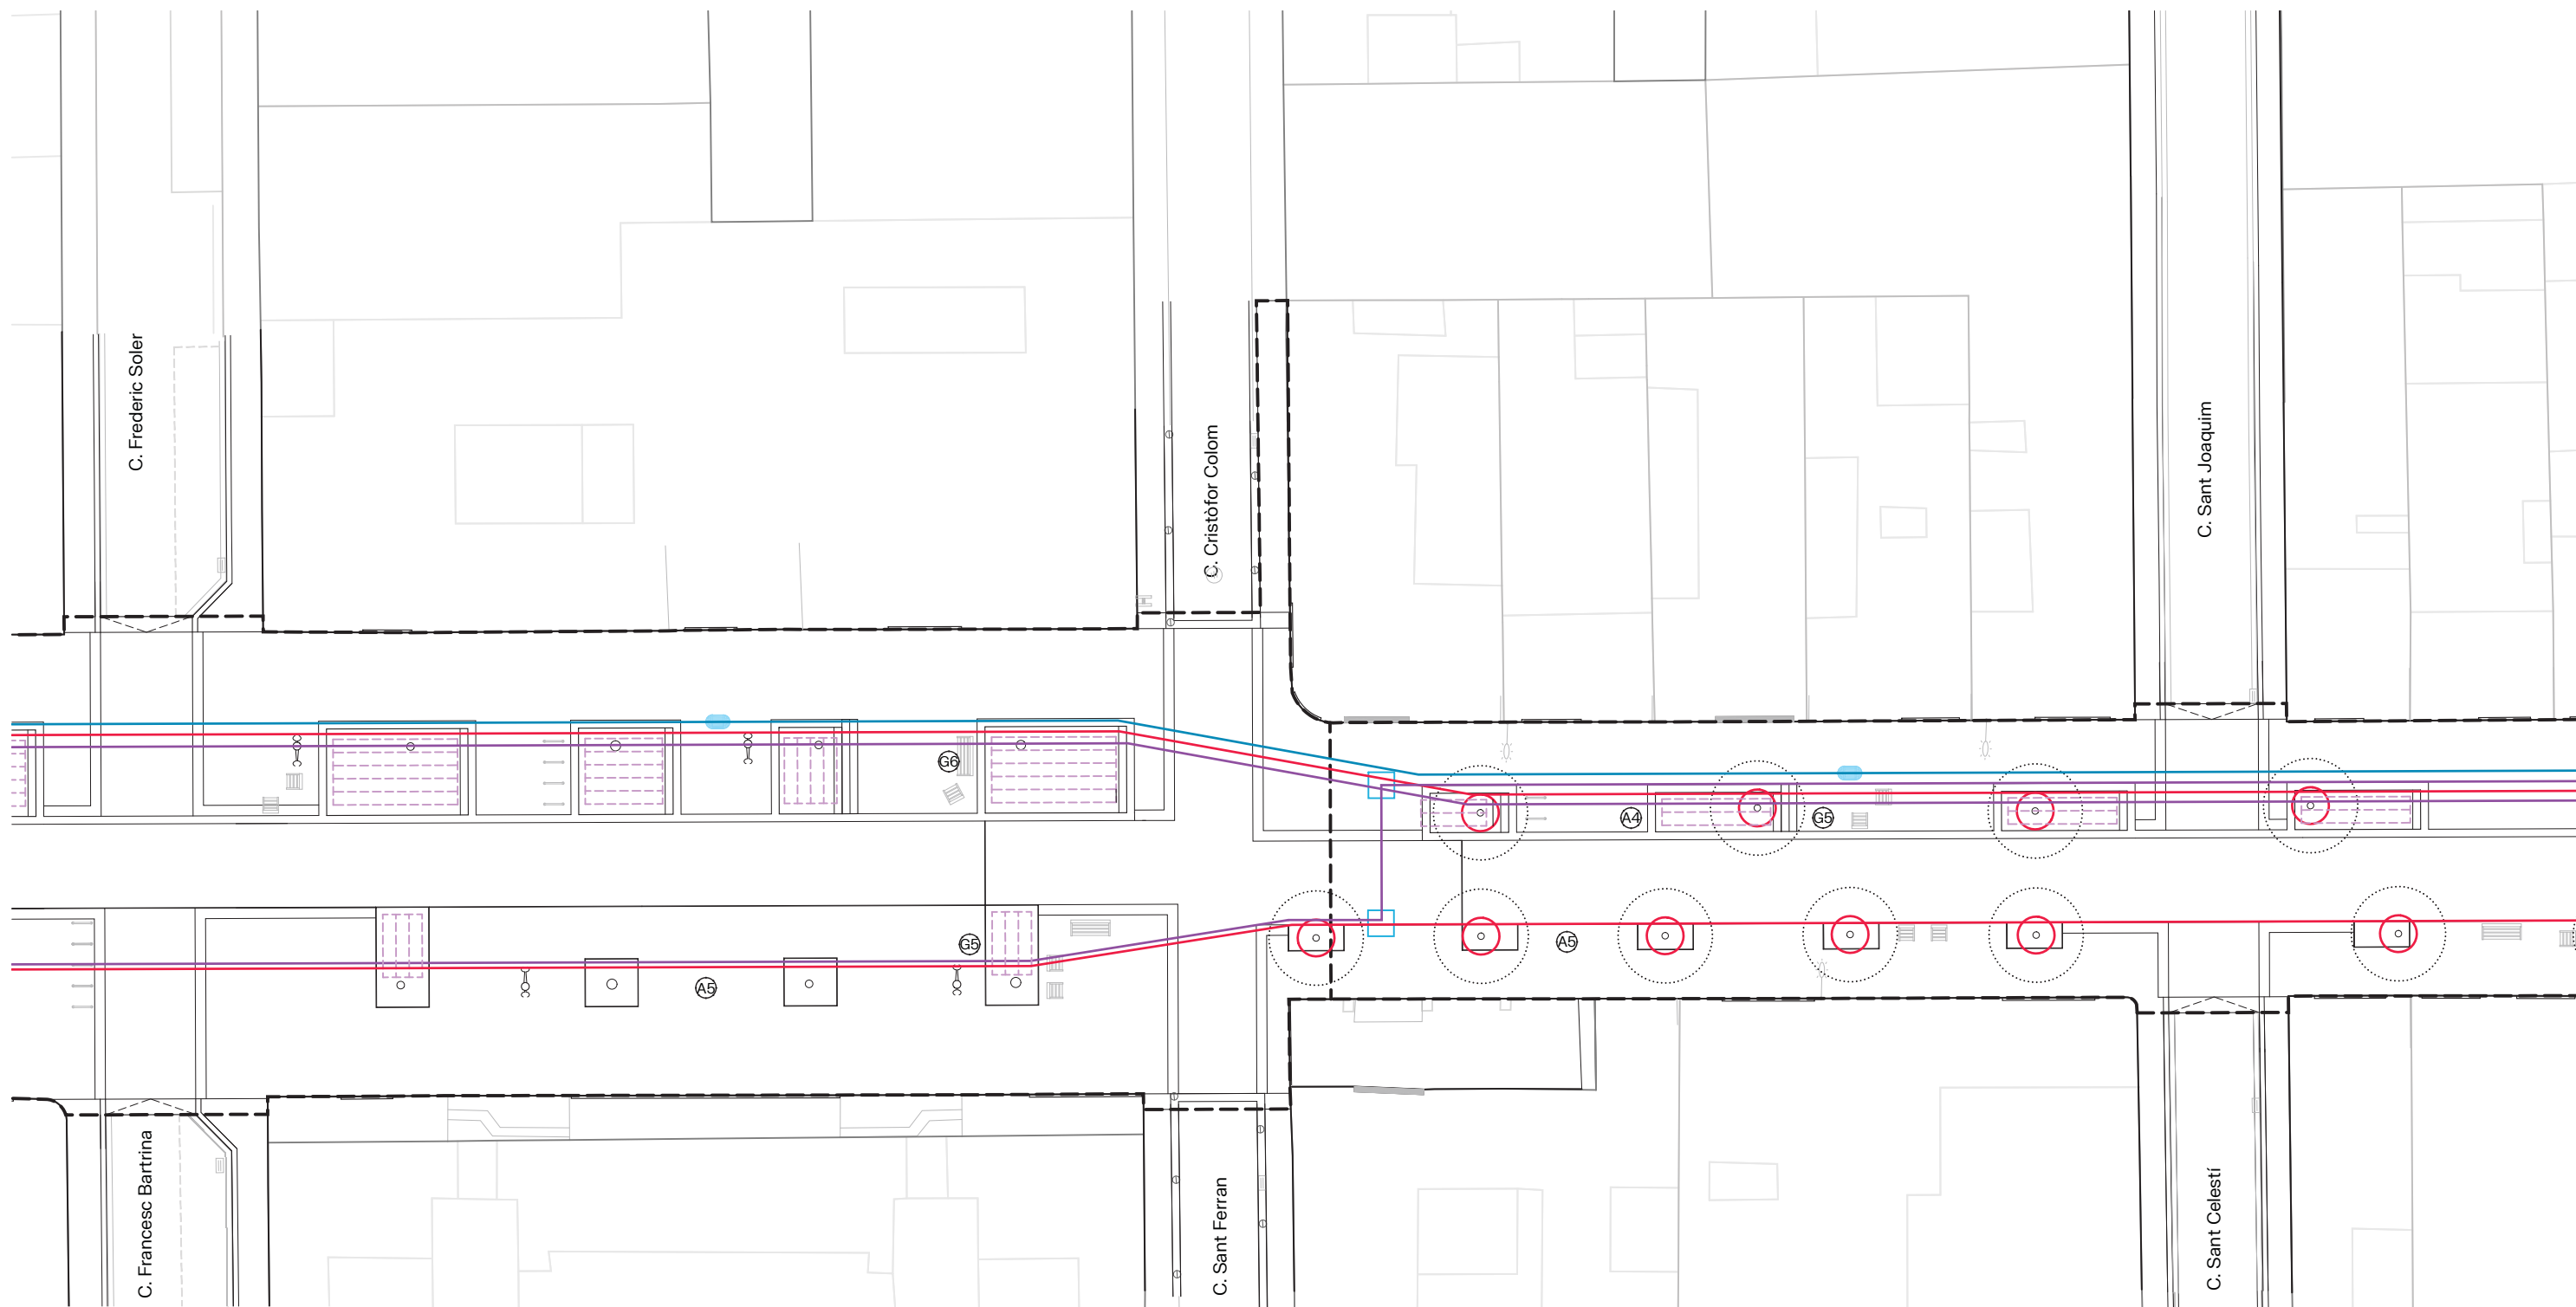 C. Frederic Soler
C. Cristòfor Colom
C. Sant Joaquim
G6
A4
G5
G5
A5
A5
C. Francesc Bartrina
C. Sant Ferran
C. Sant Celestí